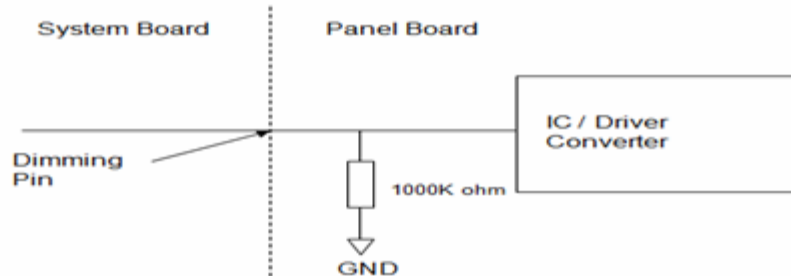 System Board
Panel Board
IC / Driver
Converter
Dimming
Pin
1000K ohm
GND